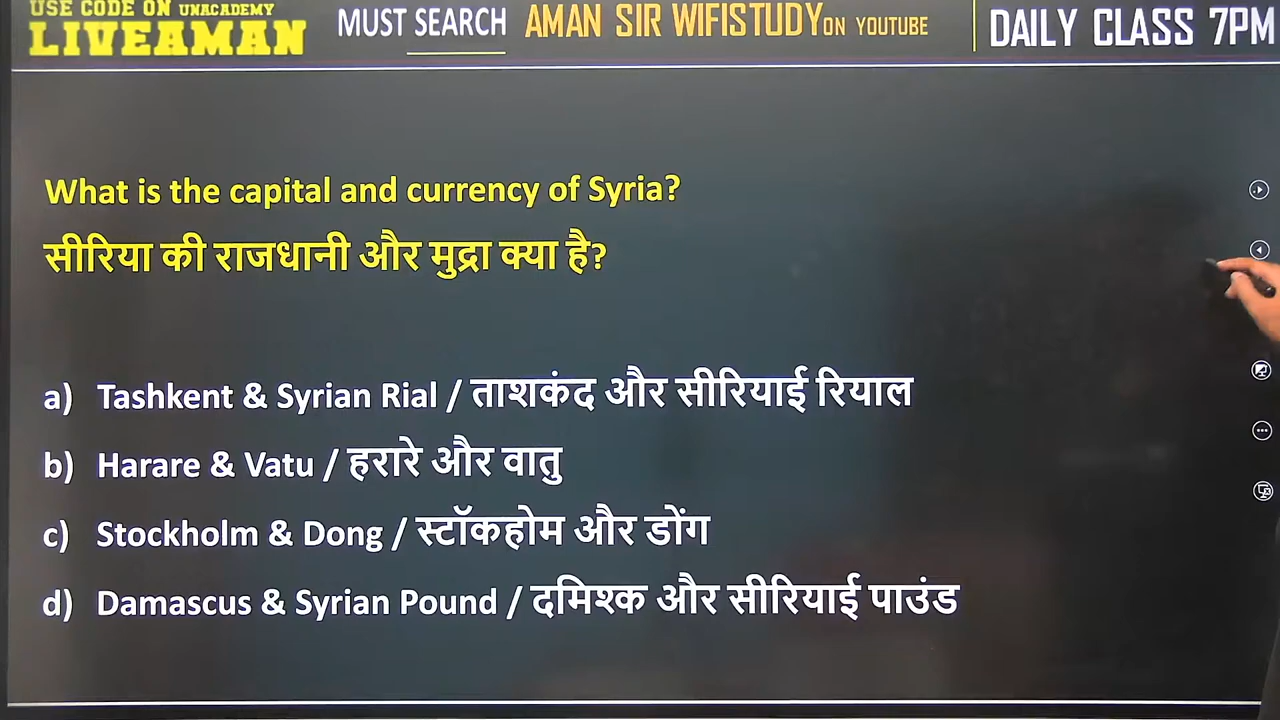 USE CODE ON UNACADEMY
LIVEAMAN
MUST SEARCH AMAN SIR WIFISTUDY ON YOUTUBE
DAILY CLASS 7PM
What is the capital and currency of Syria?
सीरिया की राजधानी और मुद्रा क्या है?
a) Tashkent & Syrian Rial / ताशकंद और सीरियाई रियाल
b) Harare & Vatu / हरारे और वातु
c) Stockholm & Dong / स्टॉकहोम और डोंग
d) Damascus & Syrian Pound / दमिश्क और सीरियाई पाउंड